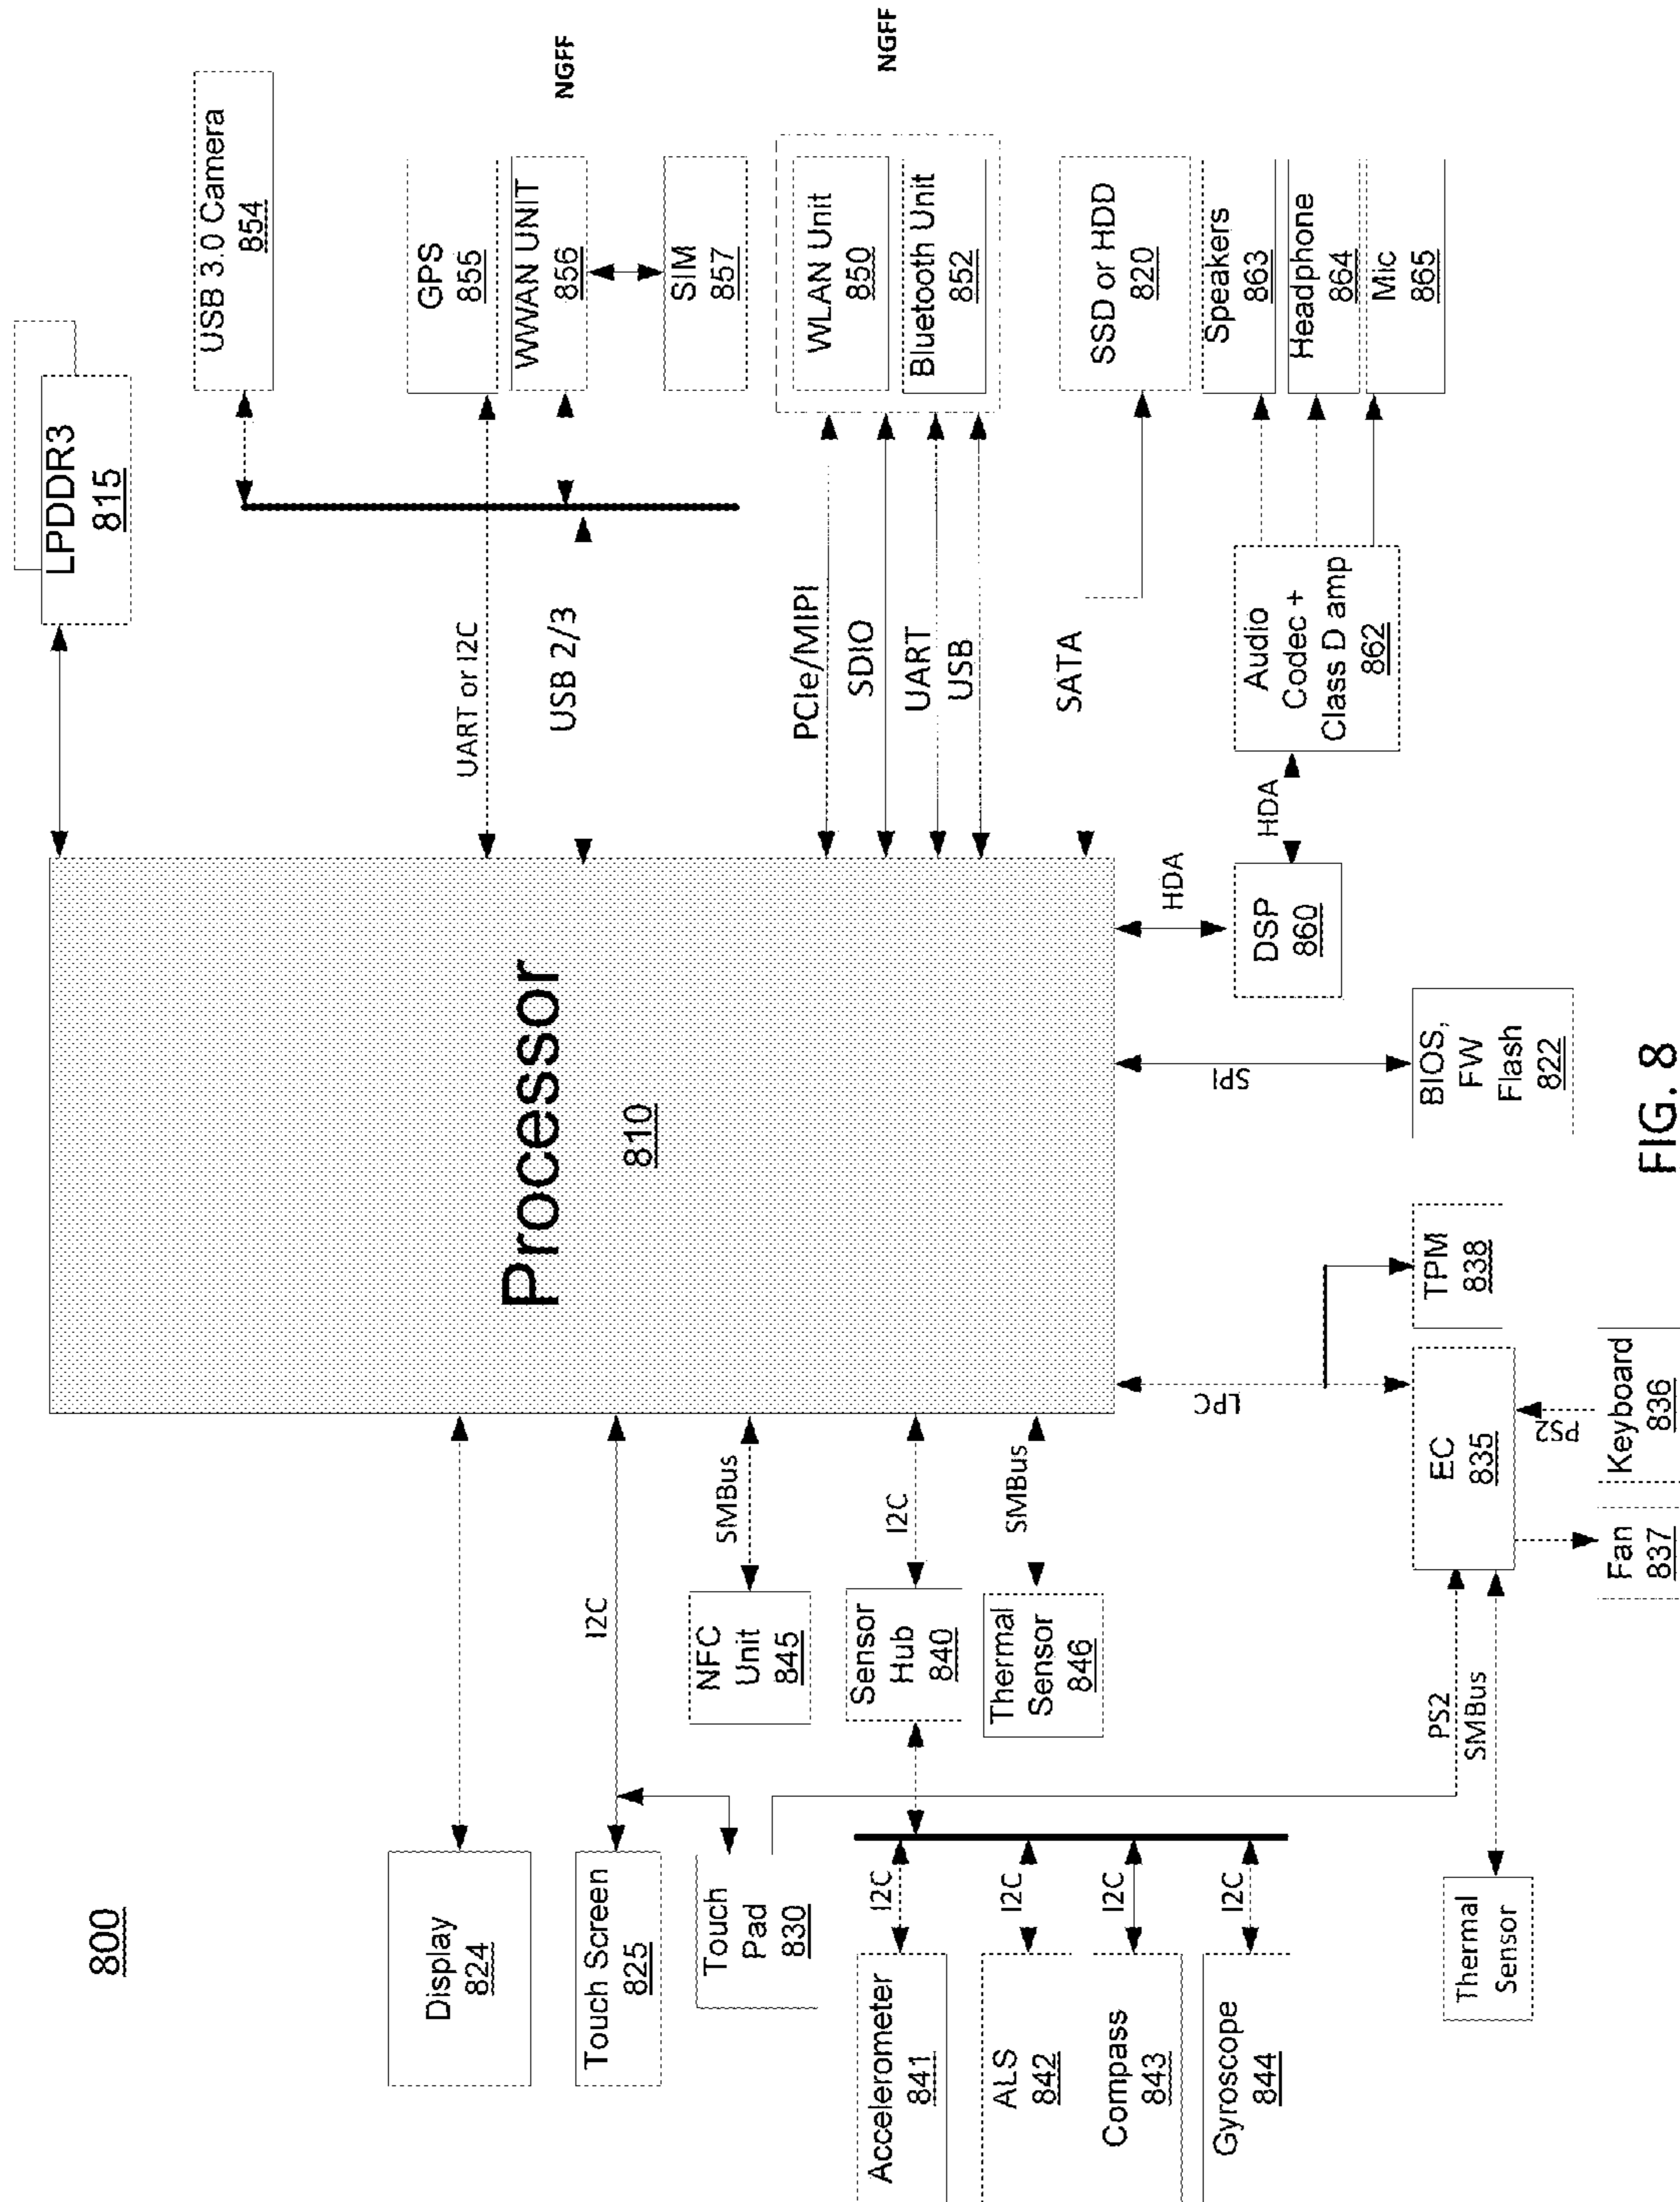 800
LPDDR3
815
USB 3.0 Camera
854
UART or I2C
GPS
855
USB 2/3
WWAN UNIT
856
NGFF
SIM
857
Processor
810
Display
824
I2C
Touch Screen
825
Touch
Pad
830
SMBus
NFC
Unit
845
I2C
Sensor
Hub
840
SMBus
Thermal
Sensor
846
I2C
Accelerometer
841
I2C
ALS
842
I2C
Compass
843
I2C
Gyroscope
844
PCIe/MIPI
SDIO
UART
USB
WLAN Unit
850
Bluetooth Unit
852
NGFF
SATA
SSD or HDD
820
HDA
DSP
860
HDA
Audio
Codec +
Class D amp
862
Speakers
863
Headphone
864
Mic
865
LPC
SPI
PS2
SMBus
Thermal
Sensor
EC
835
TPM
838
BIOS,
FW
Flash
822
PS2
Fan
837
Keyboard
836
FIG. 8